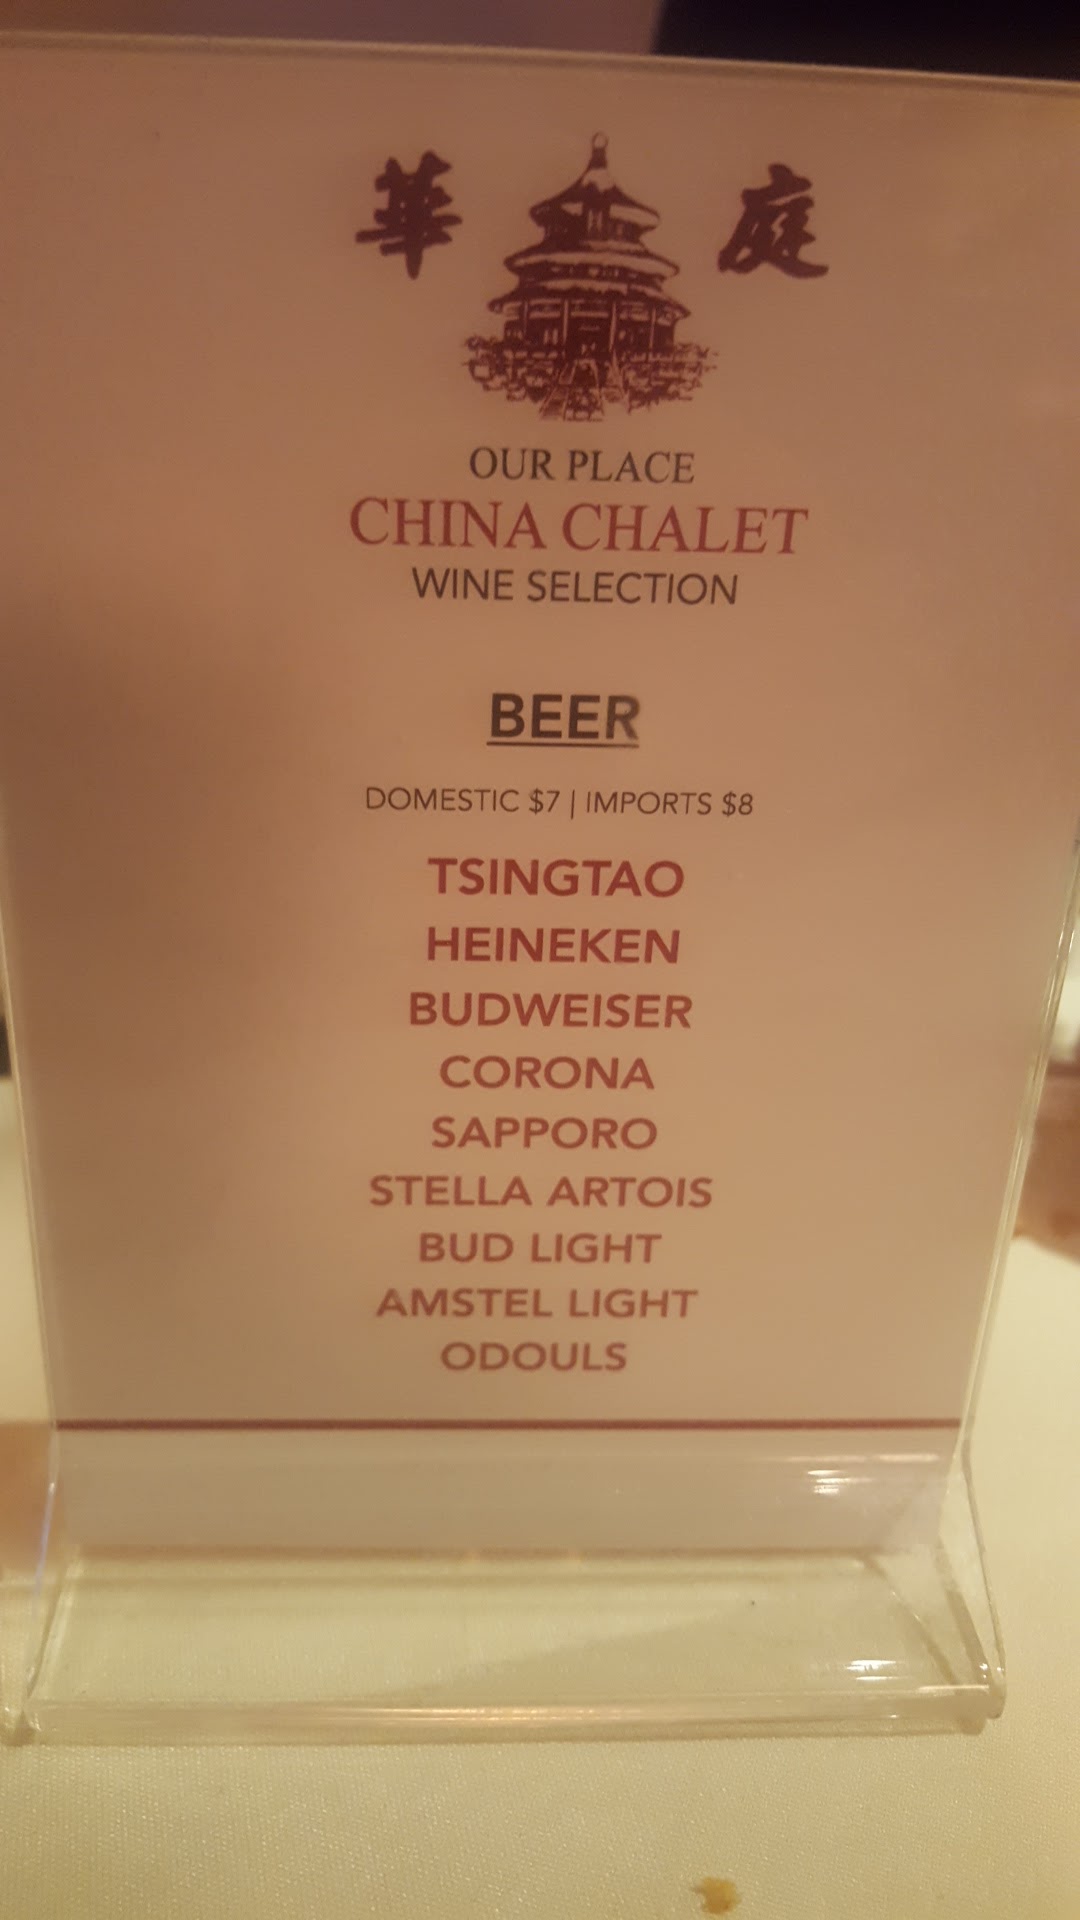 華 庭
OUR PLACE
CHINA CHALET
WINE SELECTION
BEER
DOMESTIC $7 | IMPORTS $8
TSINGTAO
HEINEKEN
BUDWEISER
CORONA
SAPPORO
STELLA ARTOIS
BUD LIGHT
AMSTEL LIGHT
ODOULS